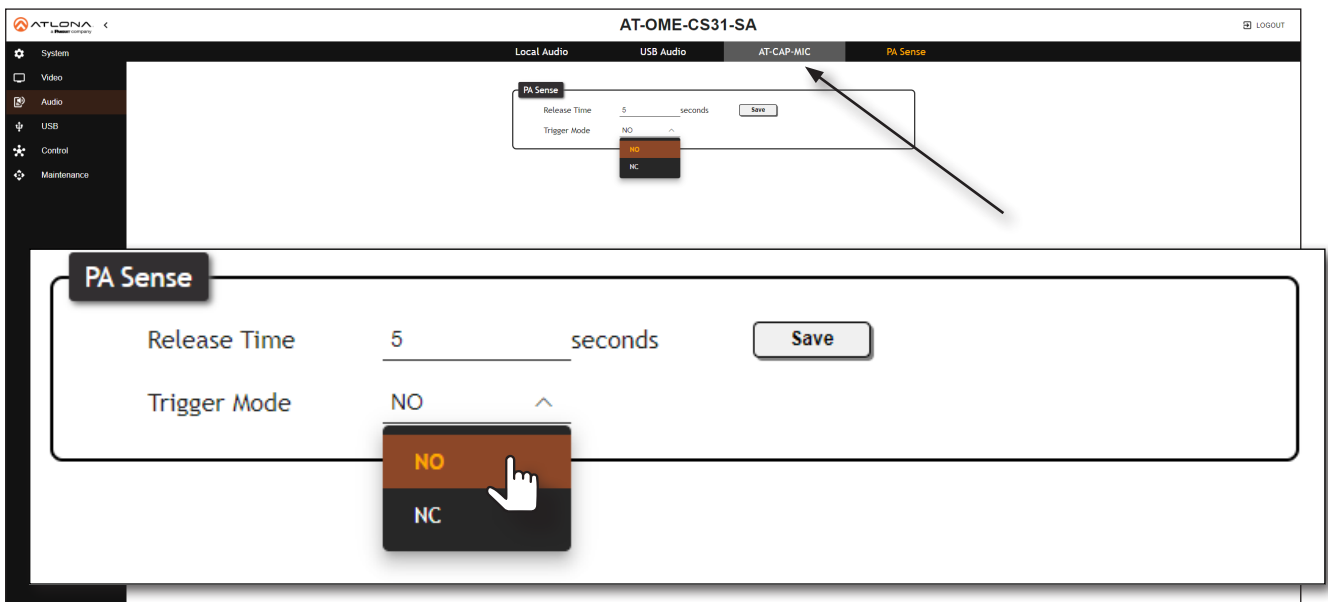 ATLONA
a Panduit company
<
AT-OME-CS31-SA
LOGOUT
System
Video
Audio
USB
Control
Maintenance
Local Audio
USB Audio
AT-CAP-MIC
PA Sense
PA Sense
Release Time 5 seconds Save
Trigger Mode NO
NO
NC
PA Sense
Release Time 5 seconds Save
Trigger Mode NO
NO
NC